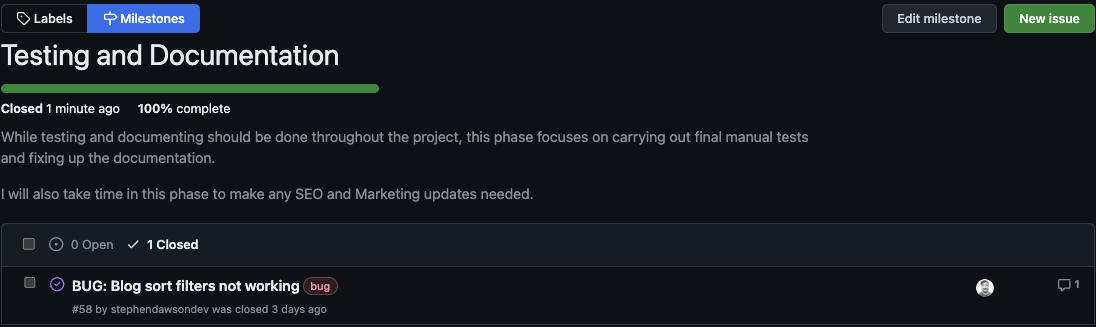 Labels Milestones Edit milestone New issue
Testing and Documentation
Closed 1 minute ago 100% complete
While testing and documenting should be done throughout the project, this phase focuses on carrying out final manual tests
and fixing up the documentation.
I will also take time in this phase to make any SEO and Marketing updates needed.
0 Open 1 Closed
BUG: Blog sort filters not working bug 1
#58 by stephendawsondev was closed 3 days ago